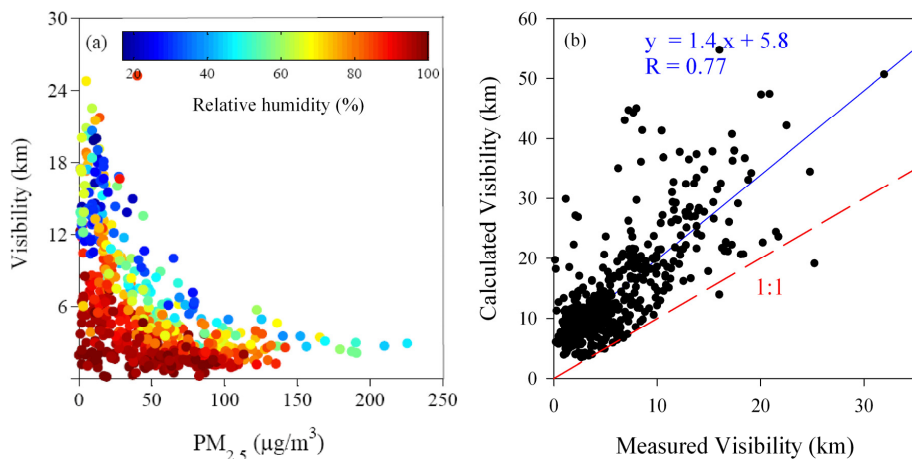 (a)
20 40 60 80 100
Relative humidity (%)
30
24
18
12
6
Visibility (km)
0 50 100 150 200 250
PM2.5 (µg/m³)
(b)
y = 1.4 x + 5.8
R = 0.77
60
50
40
30
20
10
0
Calculated Visibility (km)
1:1
0 10 20 30
Measured Visibility (km)